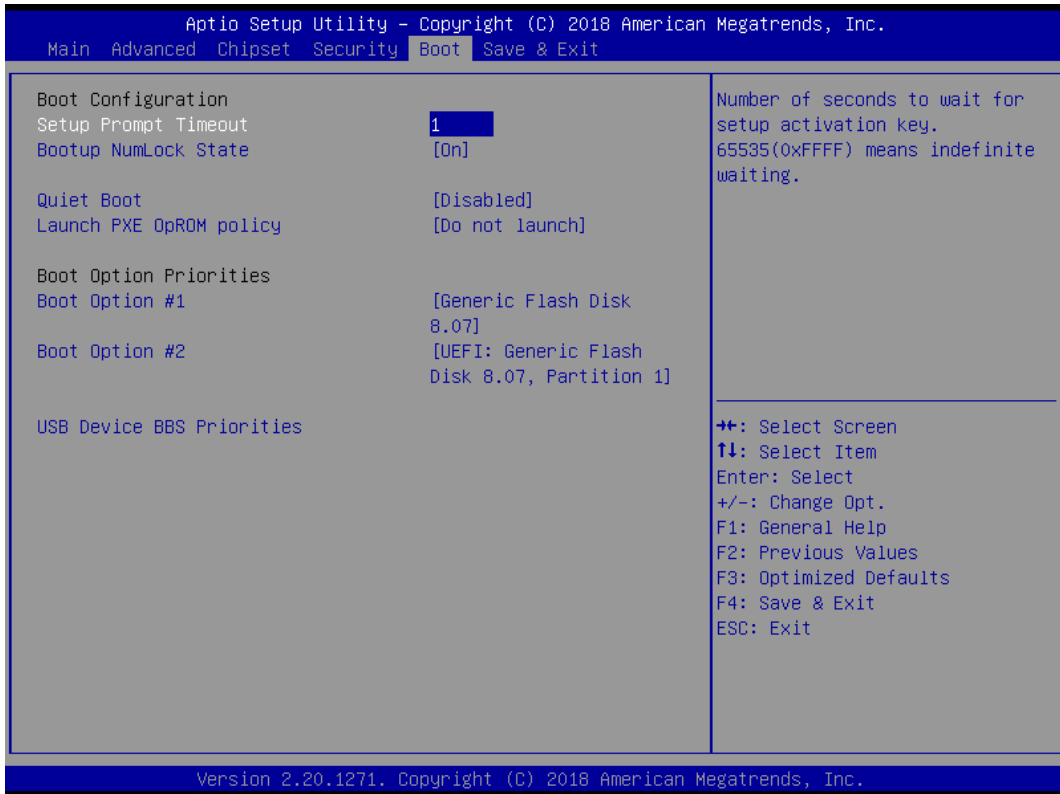 Aptio Setup Utility – Copyright (C) 2018 American Megatrends, Inc.
Main Advanced Chipset Security Boot Save & Exit
Boot Configuration
Setup Prompt Timeout 1
Bootup NumLock State [On]
Quiet Boot [Disabled]
Launch PXE OpROM policy [Do not launch]
Boot Option Priorities
Boot Option #1 [Generic Flash Disk
8.07]
Boot Option #2 [UEFI: Generic Flash
Disk 8.07, Partition 1]
USB Device BBS Priorities
Number of seconds to wait for
setup activation key.
65535(0xFFFF) means indefinite
waiting.
→←: Select Screen
↑↓: Select Item
Enter: Select
+/-: Change Opt.
F1: General Help
F2: Previous Values
F3: Optimized Defaults
F4: Save & Exit
ESC: Exit
Version 2.20.1271. Copyright (C) 2018 American Megatrends, Inc.